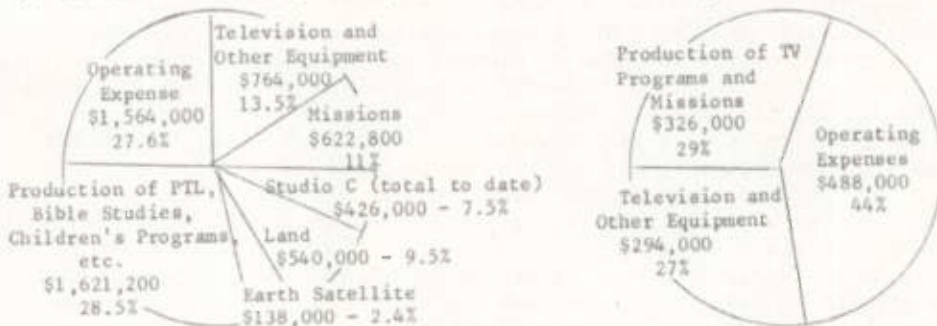 Television and
Other Equipment
$764,000
13.5%
Operating
Expense
$1,564,000
27.6%
Missions
$622,800
11%
Studio C (total to date)
$426,000 - 7.5%
Land
$540,000 - 9.5%
Earth Satellite
$138,000 - 2.4%
Production of PTL,
Bible Studies,
Children's Programs,
etc.
$1,621,200
28.5%
Production of TV
Programs and
Missions
$326,000
29%
Operating
Expenses
$488,000
44%
Television and
Other Equipment
$294,000
27%